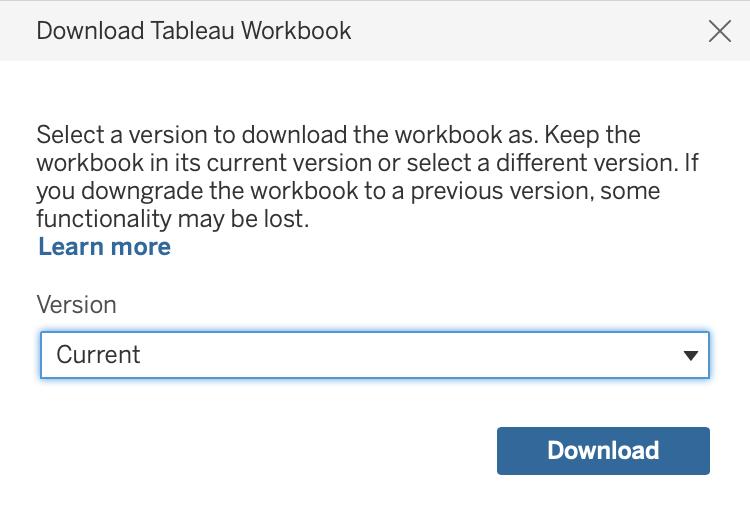 Download Tableau Workbook
Select a version to download the workbook as. Keep the
workbook in its current version or select a different version. If
you downgrade the workbook to a previous version, some
functionality may be lost.
Learn more
Version
Current
Download